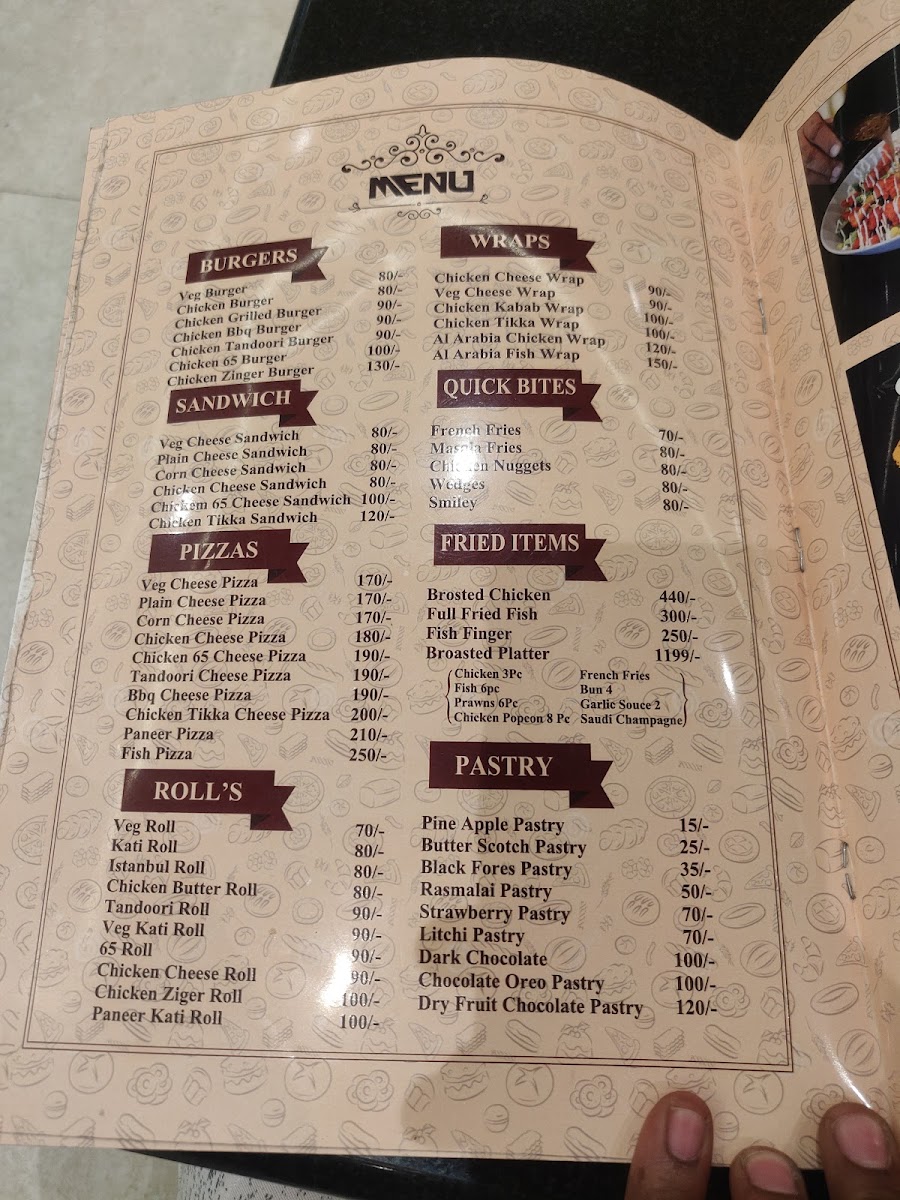 MENU
BURGERS
Veg Burger 80/-
Chicken Burger 80/-
Chicken Grilled Burger 90/-
Chicken Bbq Burger 90/-
Chicken Tandoori Burger 90/-
Chicken 65 Burger 100/-
Chicken Zinger Burger 130/-
SANDWICH
Veg Cheese Sandwich 80/-
Plain Cheese Sandwich 80/-
Corn Cheese Sandwich 80/-
Chicken Cheese Sandwich 80/-
Chickem 65 Cheese Sandwich 100/-
Chicken Tikka Sandwich 120/-
PIZZAS
Veg Cheese Pizza 170/-
Plain Cheese Pizza 170/-
Corn Cheese Pizza 170/-
Chicken Cheese Pizza 180/-
Chicken 65 Cheese Pizza 190/-
Tandoori Cheese Pizza 190/-
Bbq Cheese Pizza 190/-
Chicken Tikka Cheese Pizza 200/-
Paneer Pizza 210/-
Fish Pizza 250/-
ROLL'S
Veg Roll 70/-
Kati Roll 80/-
Istanbul Roll 80/-
Chicken Butter Roll 80/-
Tandoori Roll 90/-
Veg Kati Roll 90/-
65 Roll 90/-
Chicken Cheese Roll 90/-
Chicken Ziger Roll 100/-
Paneer Kati Roll 100/-
WRAPS
Chicken Cheese Wrap 90/-
Veg Cheese Wrap 90/-
Chicken Kabab Wrap 100/-
Chicken Tikka Wrap 100/-
Al Arabia Chicken Wrap 120/-
Al Arabia Fish Wrap 150/-
QUICK BITES
French Fries 70/-
Masala Fries 80/-
Chicken Nuggets 80/-
Wedges 80/-
Smiley 80/-
FRIED ITEMS
Brosted Chicken 440/-
Full Fried Fish 300/-
Fish Finger 250/-
Broasted Platter 1199/-
Chicken 3Pc French Fries
Fish 6pc Bun 4
Prawns 6Pc Garlic Souce 2
Chicken Popcon 8 Pc Saudi Champagne
PASTRY
Pine Apple Pastry 15/-
Butter Scotch Pastry 25/-
Black Fores Pastry 35/-
Rasmalai Pastry 50/-
Strawberry Pastry 70/-
Litchi Pastry 70/-
Dark Chocolate 100/-
Chocolate Oreo Pastry 100/-
Dry Fruit Chocolate Pastry 120/-